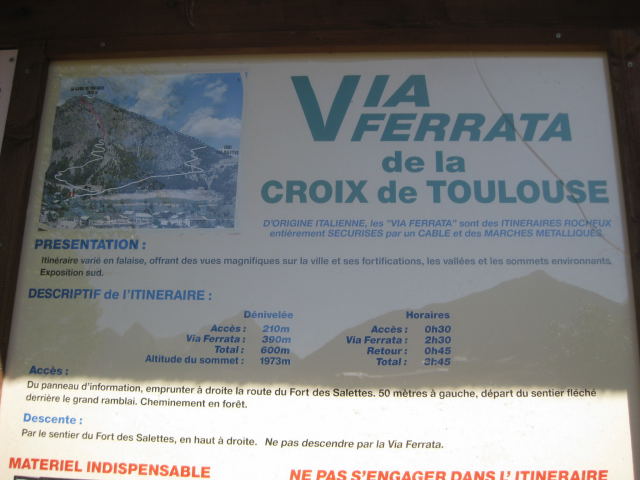 VIA
FERRATA
de la
CROIX de TOULOUSE
D'ORIGINE ITALIENNE, les "VIA FERRATA" sont des ITINERAIRES ROCHEUX
entièrement SECURISES par un CABLE et des MARCHES METALLIQUES.
PRESENTATION :
Itinéraire varié en falaise, offrant des vues magnifiques sur la ville et ses fortifications, les vallées et les sommets environnants.
Exposition sud.
DESCRIPTIF de l'ITINERAIRE :
Dénivelée Horaires
Accès : 210m Accès : 0h30
Via Ferrata : 390m Via Ferrata : 2h30
Total : 600m Retour : 0h45
Altitude du sommet : 1973m Total : 3h45
Accès :
Du panneau d'information, emprunter à droite la route du Fort des Salettes. 50 mètres à gauche, départ du sentier fléché
derrière le grand ramblai. Cheminement en forêt.
Descente :
Par le sentier du Fort des Salettes, en haut à droite. Ne pas descendre par la Via Ferrata.
MATERIEL INDISPENSABLE
NE PAS S'ENGAGER DANS L'ITINERAIRE